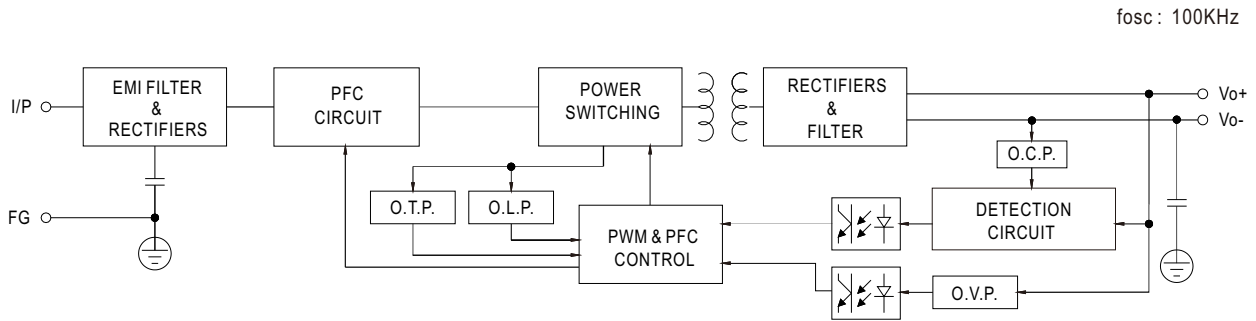 fosc : 100KHz
I/P
EMI FILTER
&
RECTIFIERS
PFC
CIRCUIT
POWER
SWITCHING
RECTIFIERS
&
FILTER
Vo+
Vo-
O.C.P.
FG
O.T.P.
O.L.P.
PWM & PFC
CONTROL
DETECTION
CIRCUIT
O.V.P.